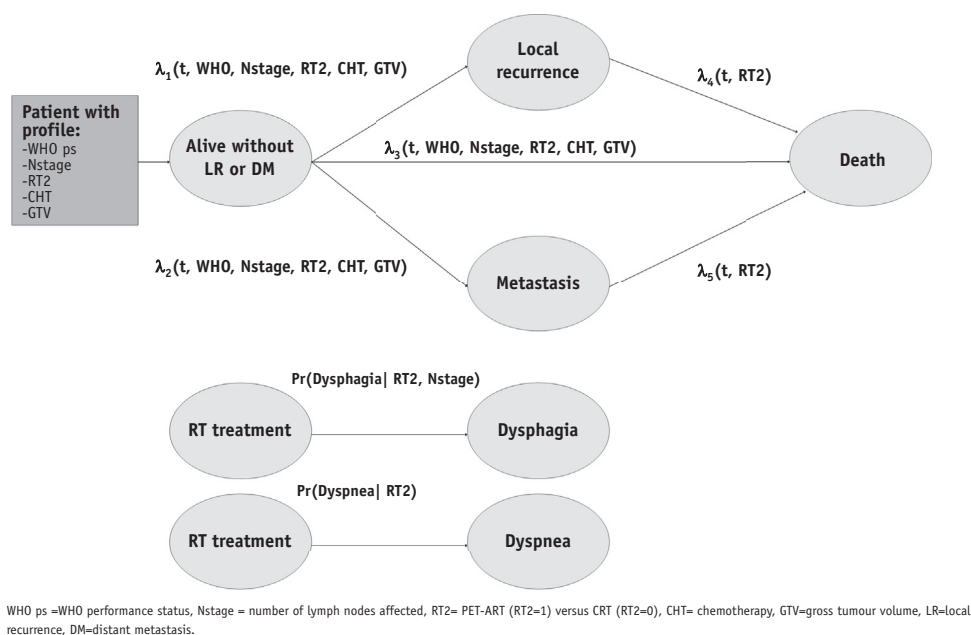 Patient with
profile:
-WHO ps
-Nstage
-RT2
-CHT
-GTV
Alive without
LR or DM
λ1(t, WHO, Nstage, RT2, CHT, GTV)
Local
recurrence
λ4(t, RT2)
λ3(t, WHO, Nstage, RT2, CHT, GTV)
Death
λ2(t, WHO, Nstage, RT2, CHT, GTV)
Metastasis
λ5(t, RT2)
RT treatment
Pr(Dysphagia| RT2, Nstage)
Dysphagia
RT treatment
Pr(Dyspnea| RT2)
Dyspnea
WHO ps =WHO performance status, Nstage = number of lymph nodes affected, RT2= PET-ART (RT2=1) versus CRT (RT2=0), CHT= chemotherapy, GTV=gross tumour volume, LR=local
recurrence, DM=distant metastasis.